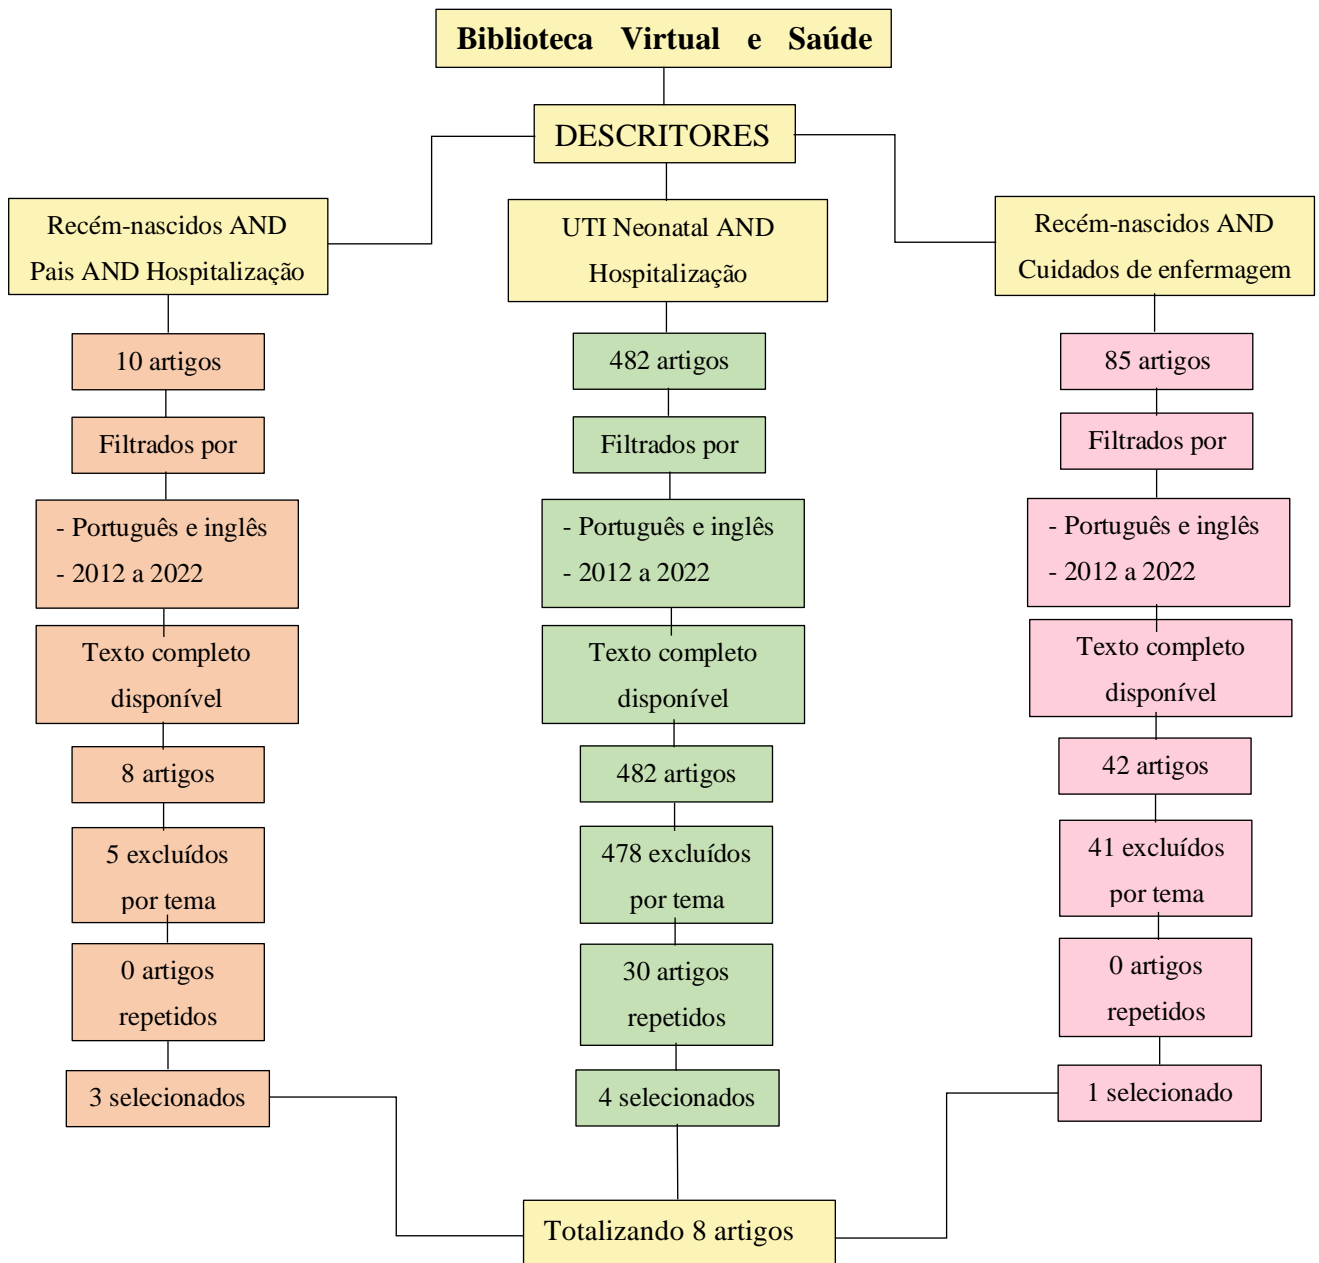 Biblioteca Virtual e Saúde
DESCRITORES
Recém-nascidos AND
Pais AND Hospitalização
10 artigos
Filtrados por
- Português e inglês
- 2012 a 2022
Texto completo
disponível
8 artigos
5 excluídos
por tema
0 artigos
repetidos
3 selecionados
UTI Neonatal AND
Hospitalização
482 artigos
Filtrados por
- Português e inglês
- 2012 a 2022
Texto completo
disponível
482 artigos
478 excluídos
por tema
30 artigos
repetidos
4 selecionados
Recém-nascidos AND
Cuidados de enfermagem
85 artigos
Filtrados por
- Português e inglês
- 2012 a 2022
Texto completo
disponível
42 artigos
41 excluídos
por tema
0 artigos
repetidos
1 selecionado
Totalizando 8 artigos